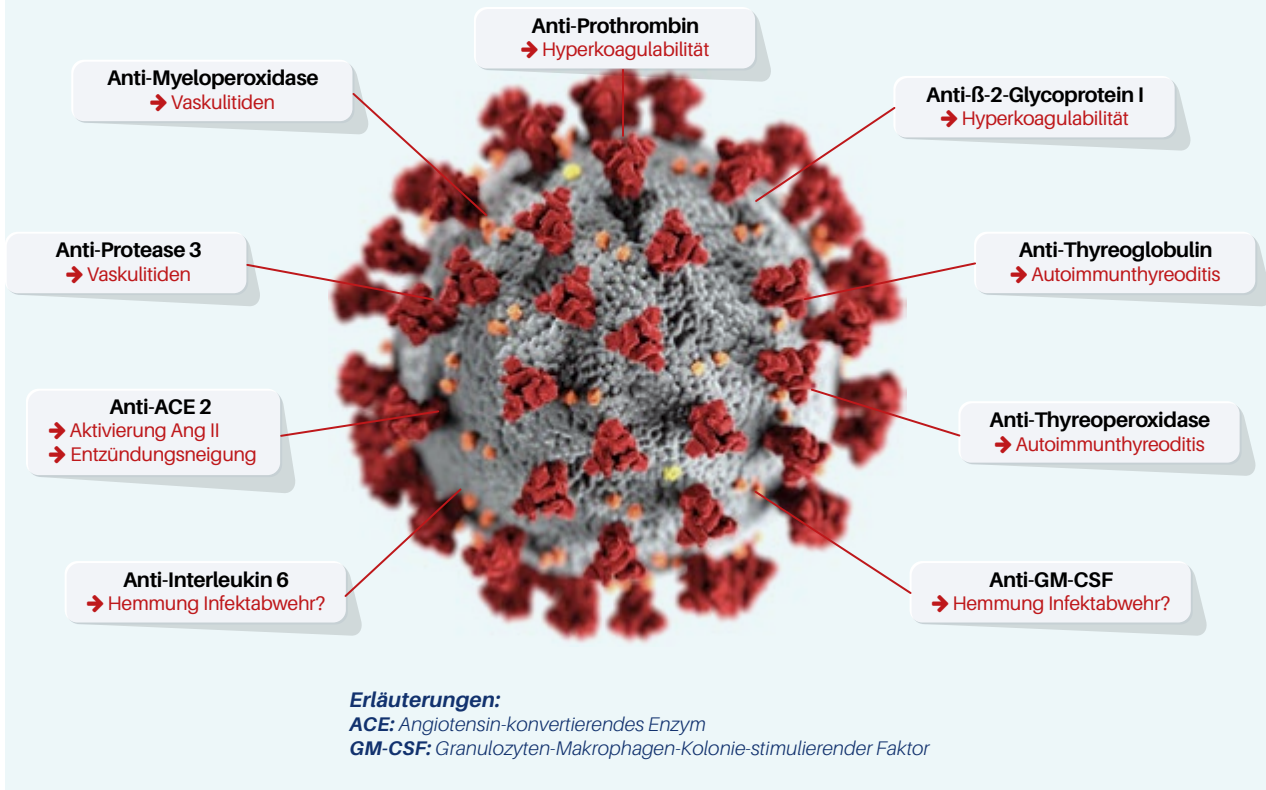 Anti-Prothrombin
➔ Hyperkoagulabilität
Anti-Myeloperoxidase
➔ Vaskulitiden
Anti-ß-2-Glycoprotein I
➔ Hyperkoagulabilität
Anti-Protease 3
➔ Vaskulitiden
Anti-Thyreoglobulin
➔ Autoimmunthyreoditis
Anti-ACE 2
➔ Aktivierung Ang II
➔ Entzündungsneigung
Anti-Thyreoperoxidase
➔ Autoimmunthyreoditis
Anti-Interleukin 6
➔ Hemmung Infektabwehr?
Anti-GM-CSF
➔ Hemmung Infektabwehr?
Erläuterungen:
ACE: Angiotensin-konvertierendes Enzym
GM-CSF: Granulozyten-Makrophagen-Kolonie-stimulierender Faktor